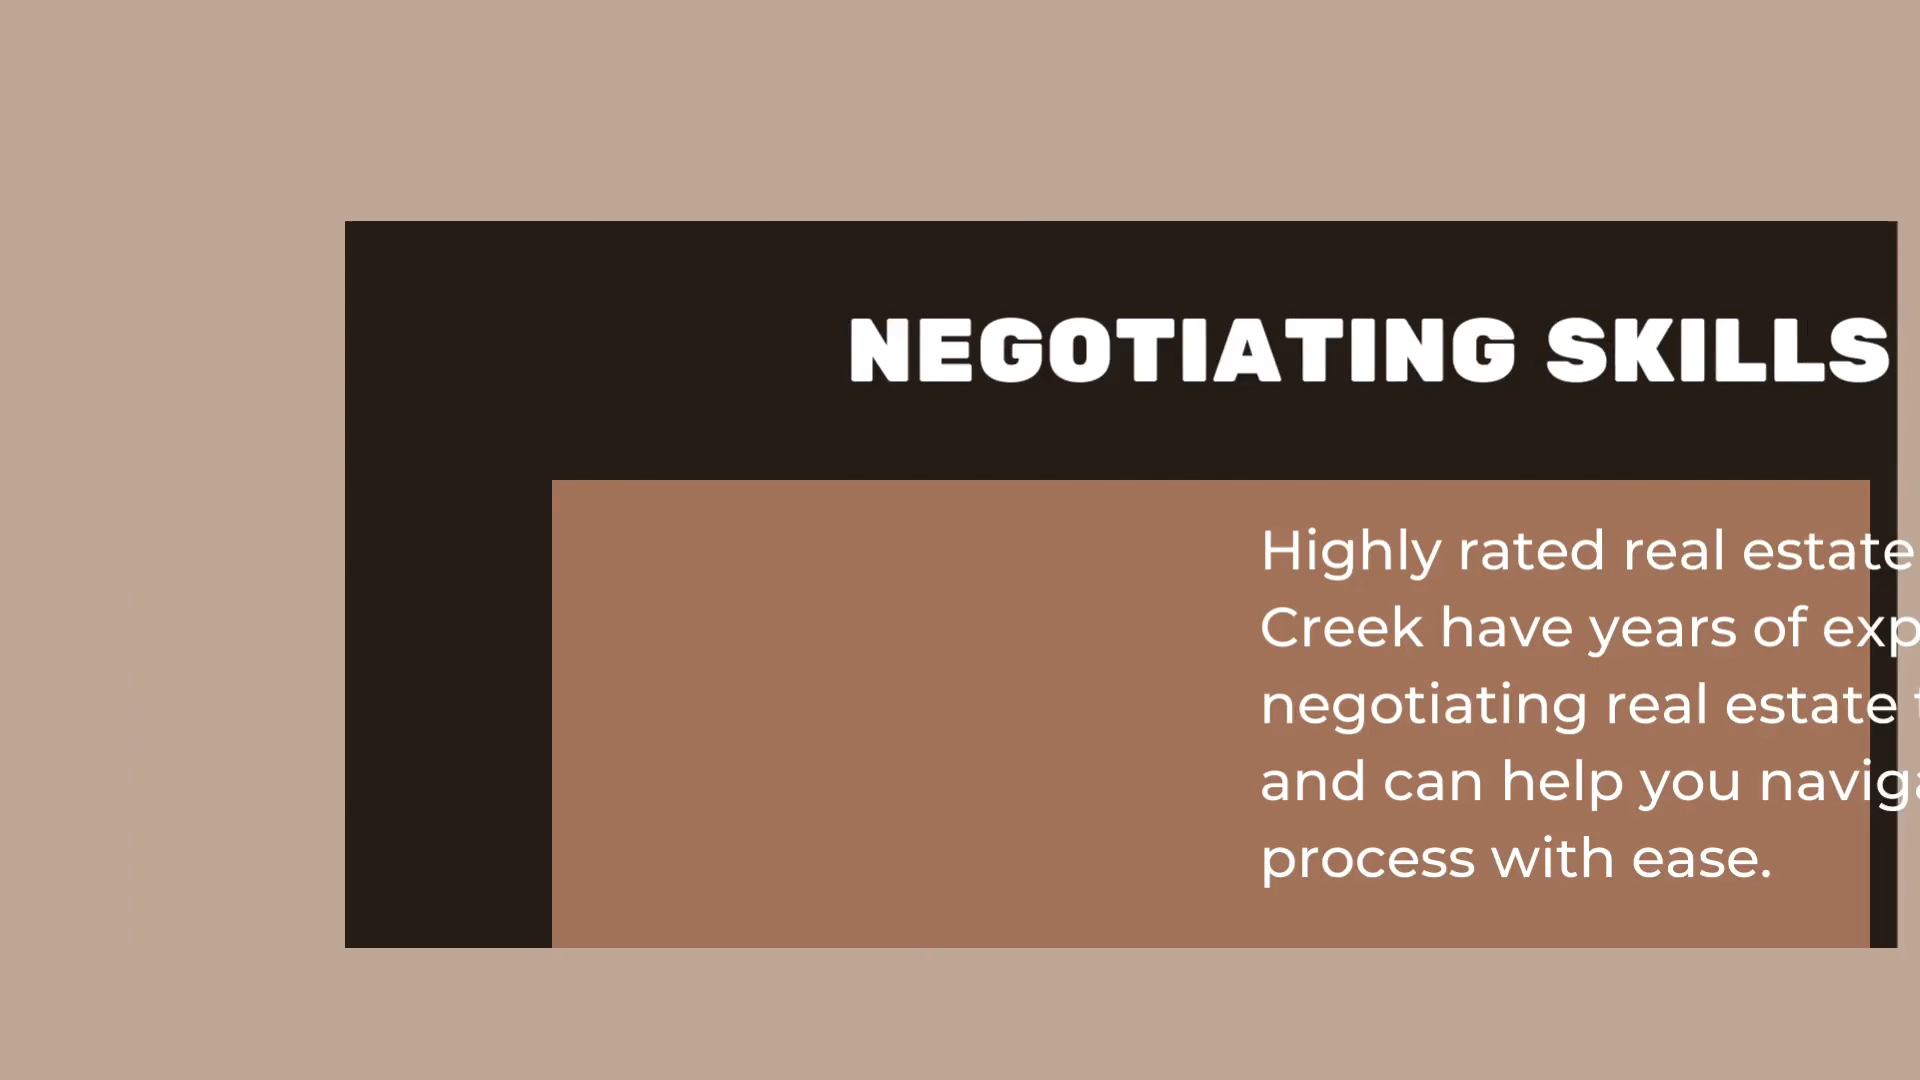 NEGOTIATING SKILLS
Highly rated real estate
Creek have years of exp
negotiating real estate
and can help you navig
process with ease.